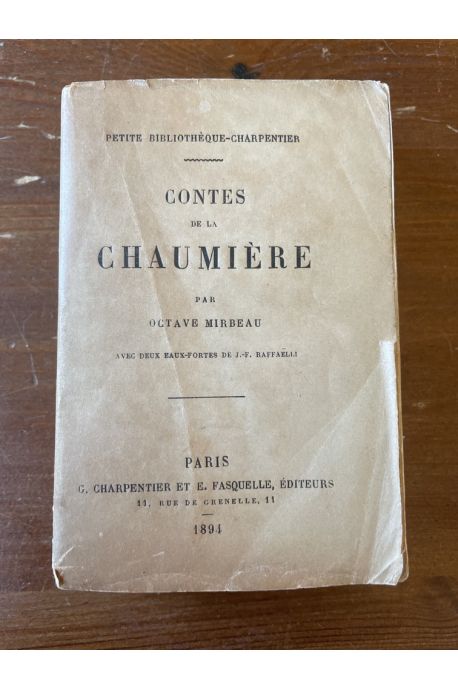 PETITE BIBLIOTHÈQUE-CHARPENTIER
CONTES
DE LA
CHAUMIÈRE
PAR
OCTAVE MIRBEAU
AVEC DEUX EAUX-FORTES DE J.-F. RAFFAËLLI
PARIS
G. CHARPENTIER ET E. FASQUELLE, ÉDITEURS
11, RUE DE GRENELLE, 11
1894